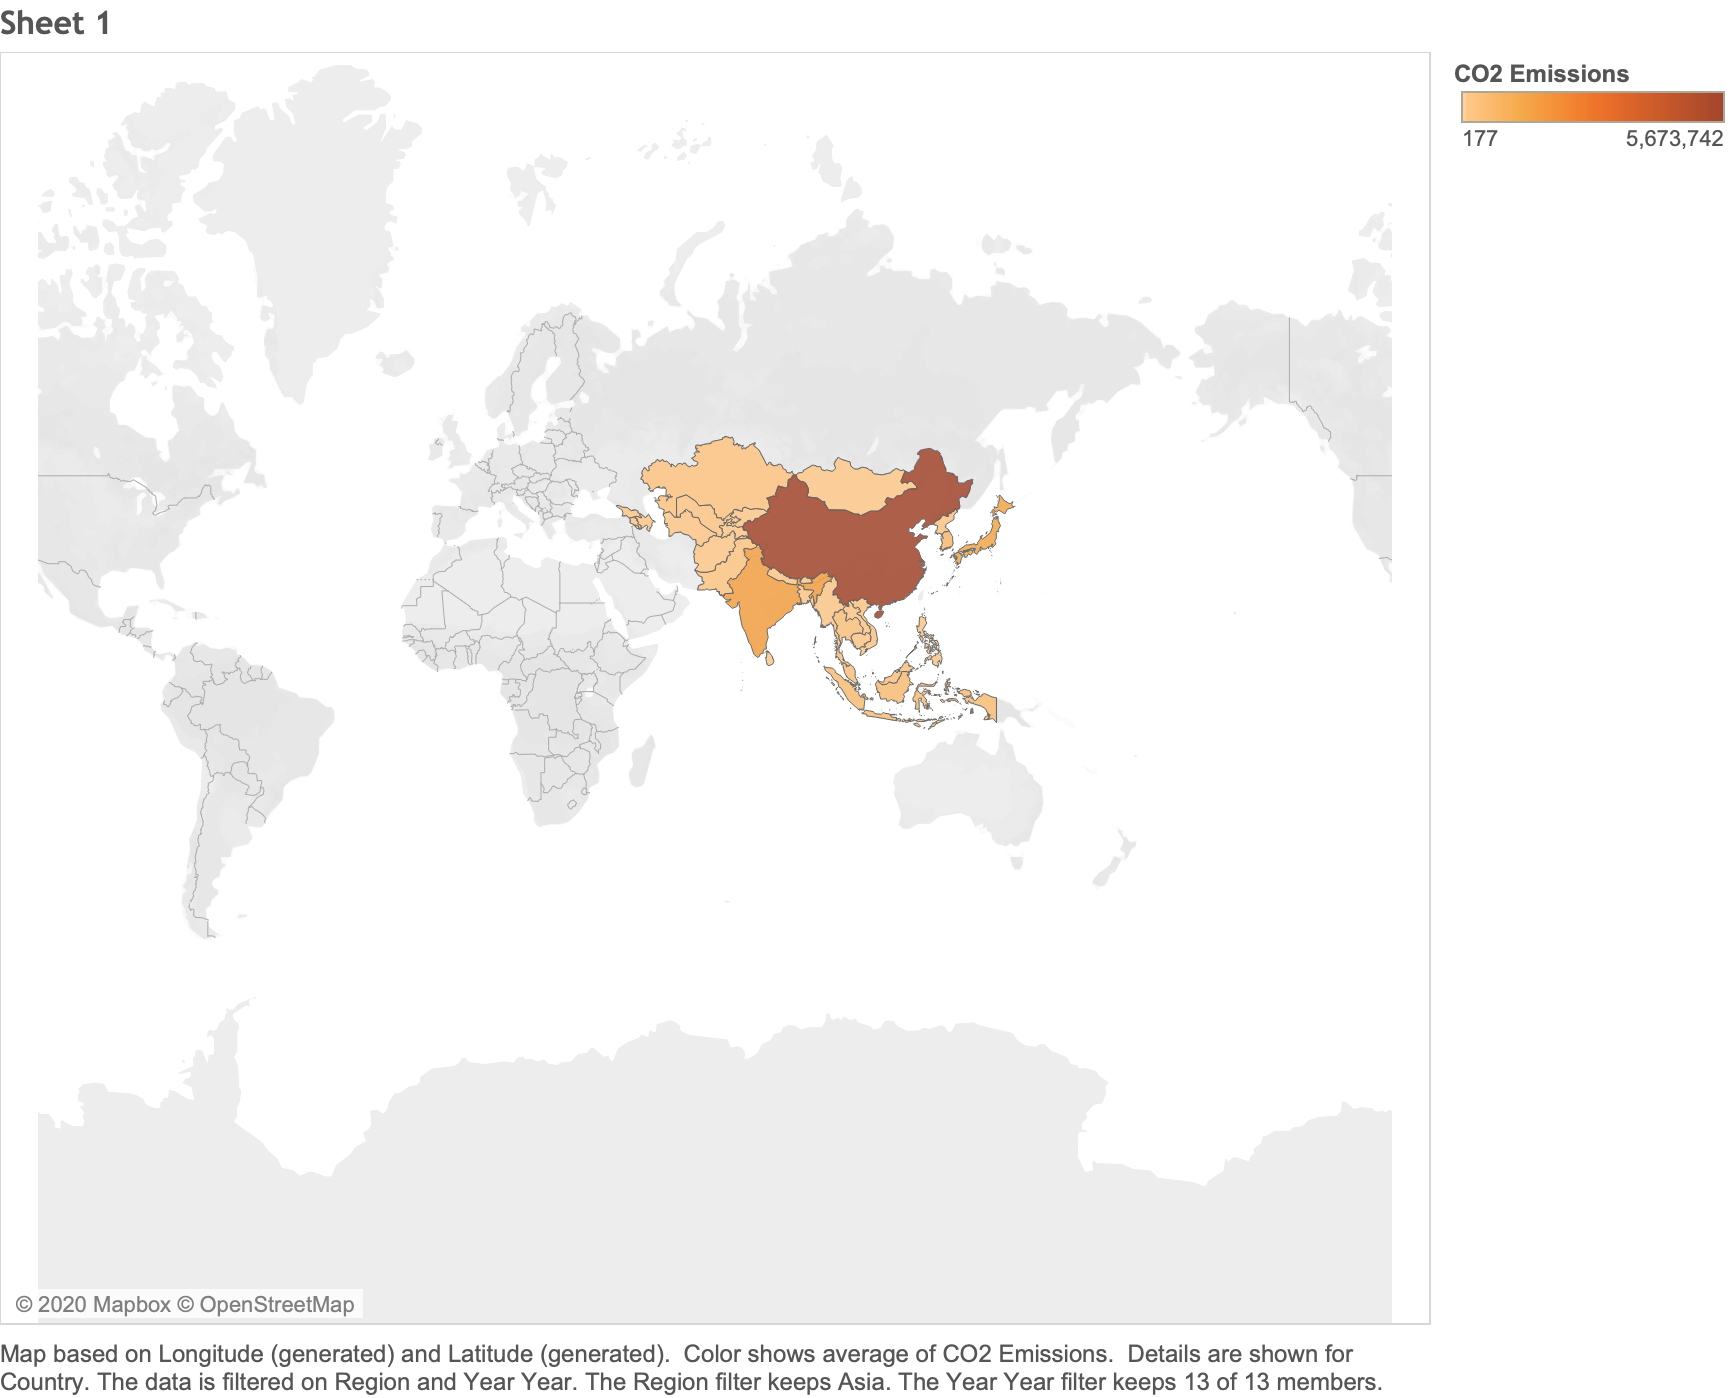 Sheet 1
CO2 Emissions
177 5,673,742
© 2020 Mapbox © OpenStreetMap
Map based on Longitude (generated) and Latitude (generated).  Color shows average of CO2 Emissions.  Details are shown for
Country. The data is filtered on Region and Year Year. The Region filter keeps Asia. The Year Year filter keeps 13 of 13 members.